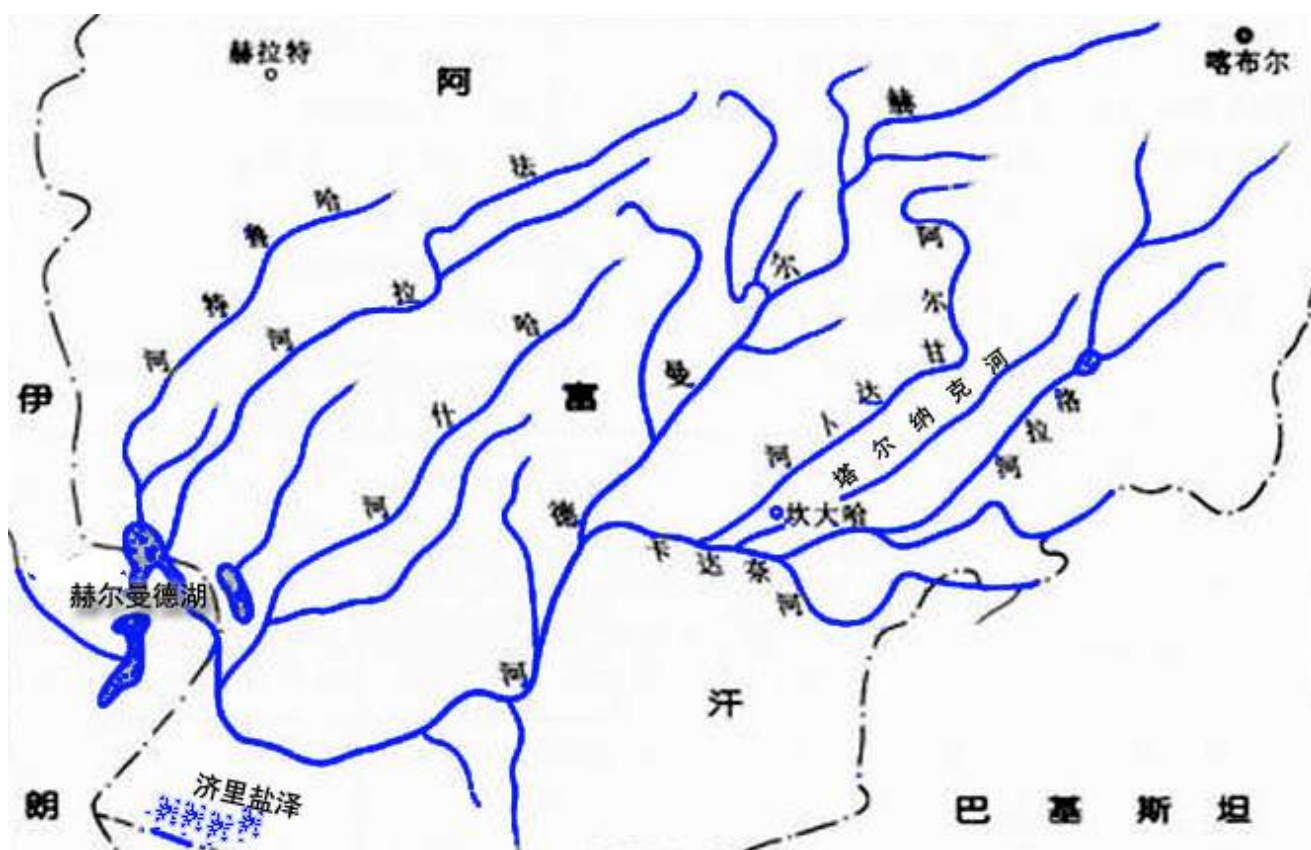 赫拉特
喀布尔
阿富汗
伊朗
巴基斯坦
哈鲁特河
法拉河
哈什河
赫尔曼德河
阿尔甘达卜河
塔尔纳克河
洛拉河
坎大哈
卡达奈河
赫尔曼德湖
济里盐泽